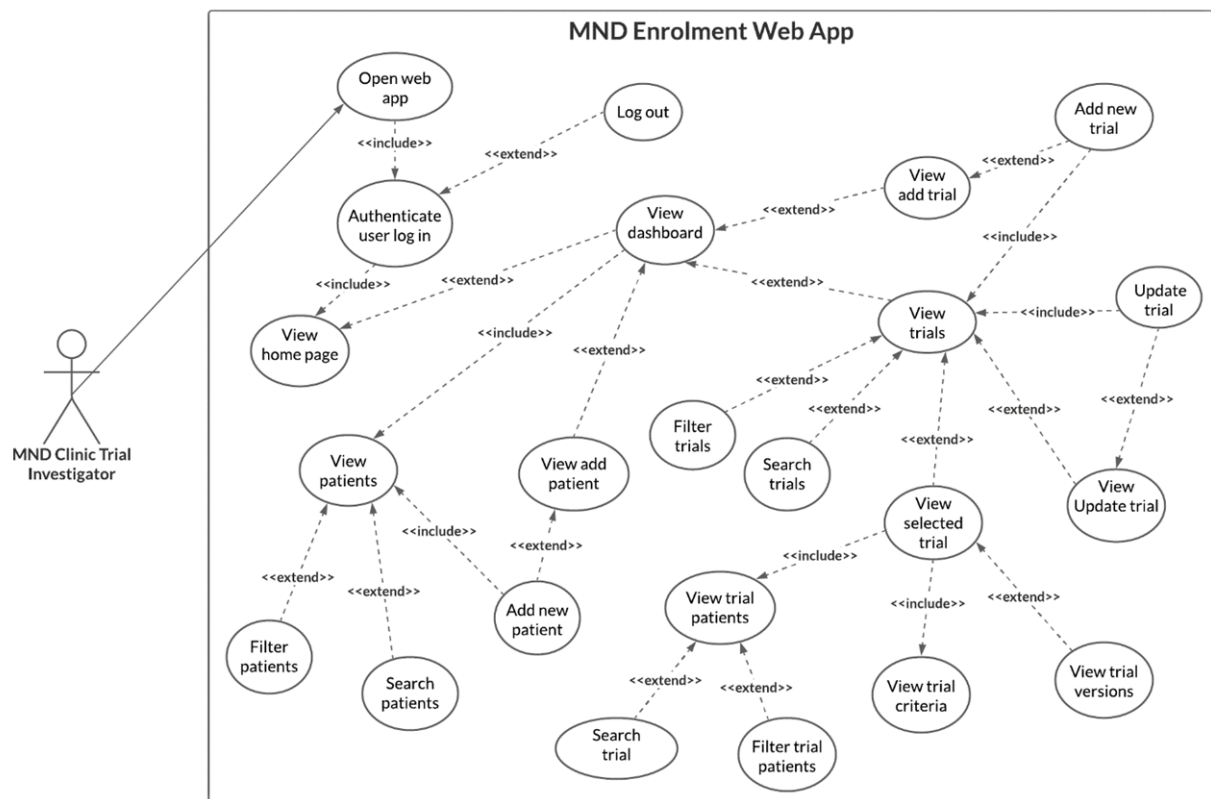 MND Enrolment Web App
Open web
app
Log out
Add new
trial
<<include>>
<<extend>>
<<extend>>
View
add trial
Authenticate
user log in
View
dashboard
<<extend>>
<<include>>
<<include>>
<<extend>>
<<extend>>
Update
trial
View
home page
View
trials
<<include>>
<<include>>
<<extend>>
<<extend>>
<<extend>>
<<extend>>
<<extend>>
<<extend>>
Filter
trials
<<extend>>
MND Clinic Trial
Investigator
View
patients
View add
patient
Search
trials
View
Update trial
View
selected
trial
<<include>>
<<extend>>
<<include>>
<<extend>>
<<extend>>
View trial
patients
<<include>>
<<extend>>
Add new
patient
Filter
patients
Search
patients
<<extend>>
<<extend>>
View trial
criteria
View trial
versions
Search
trial
Filter trial
patients